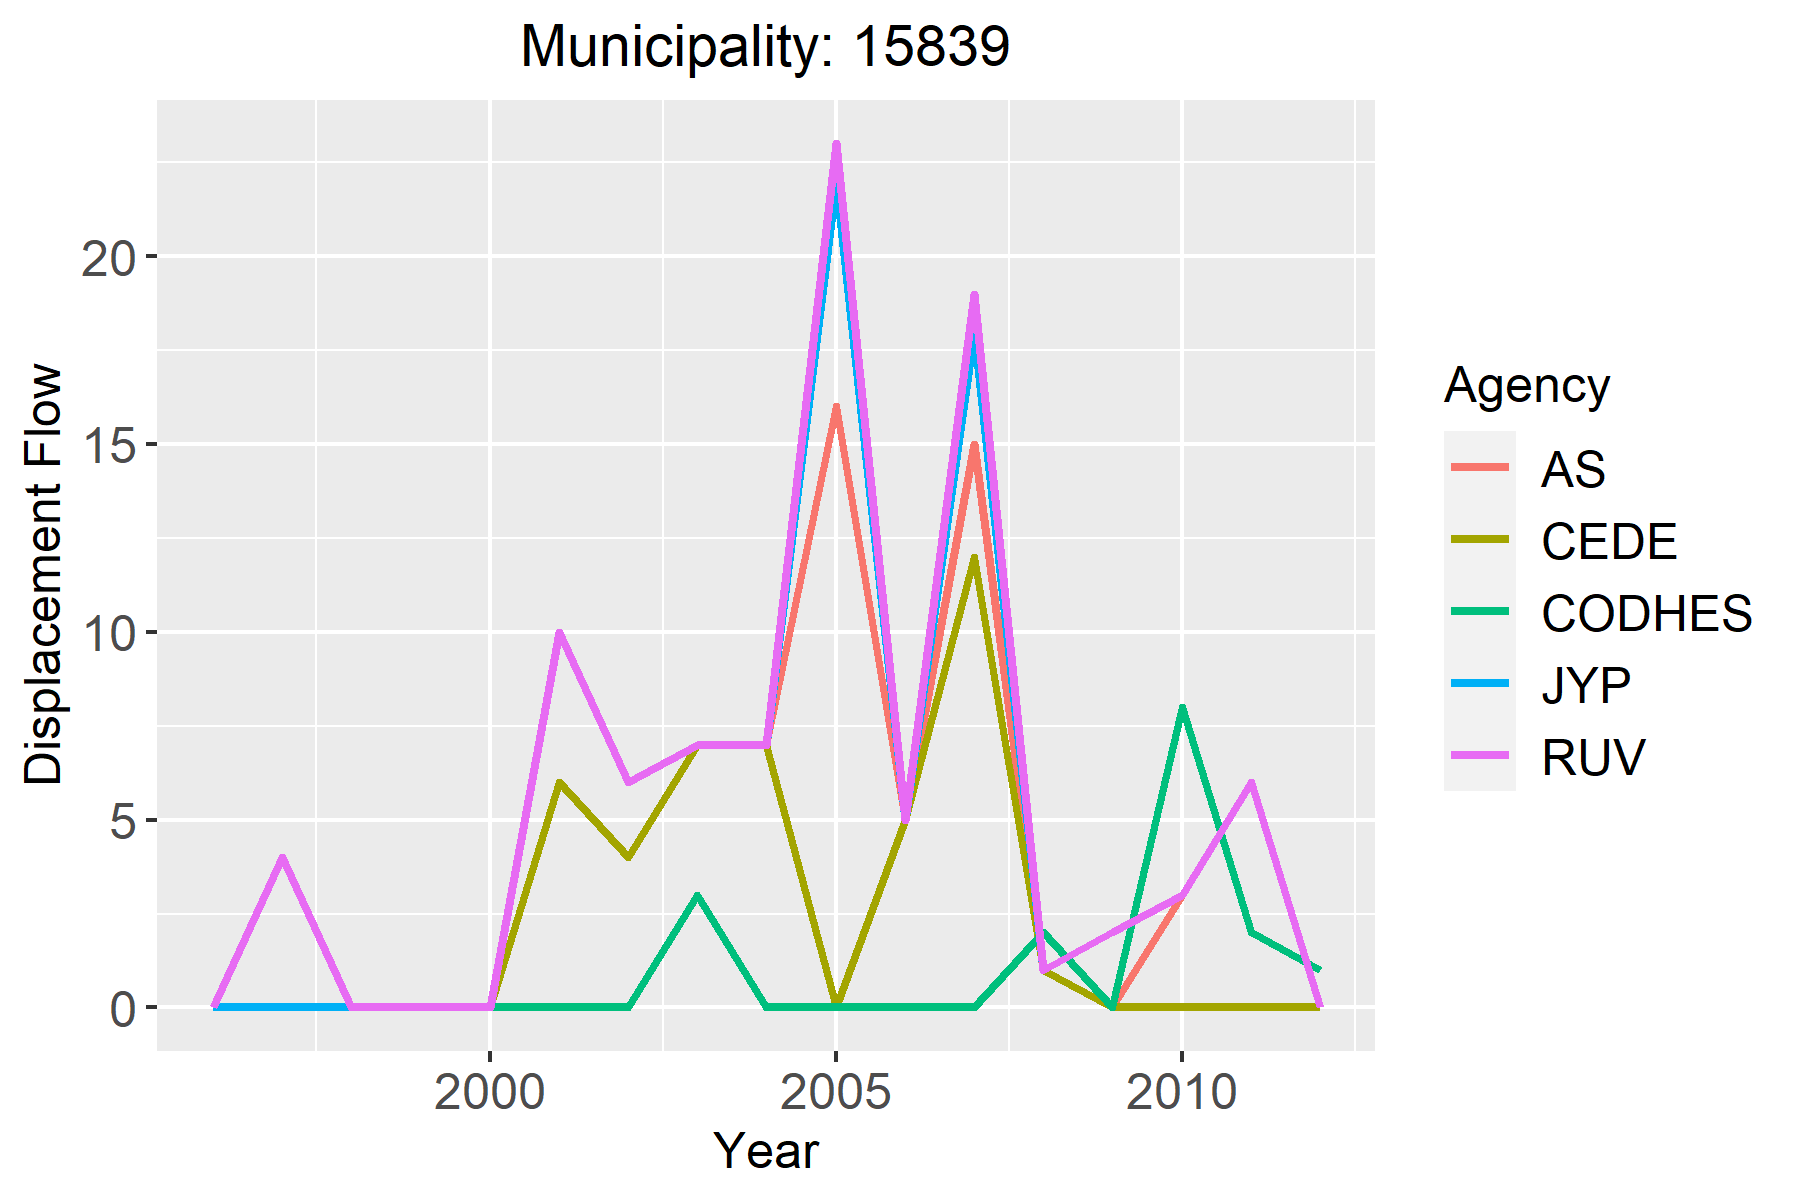 Municipality: 15839
Displacement Flow
20
15
10
5
0
2000 2005 2010
Year
Agency
AS
CEDE
CODHES
JYP
RUV